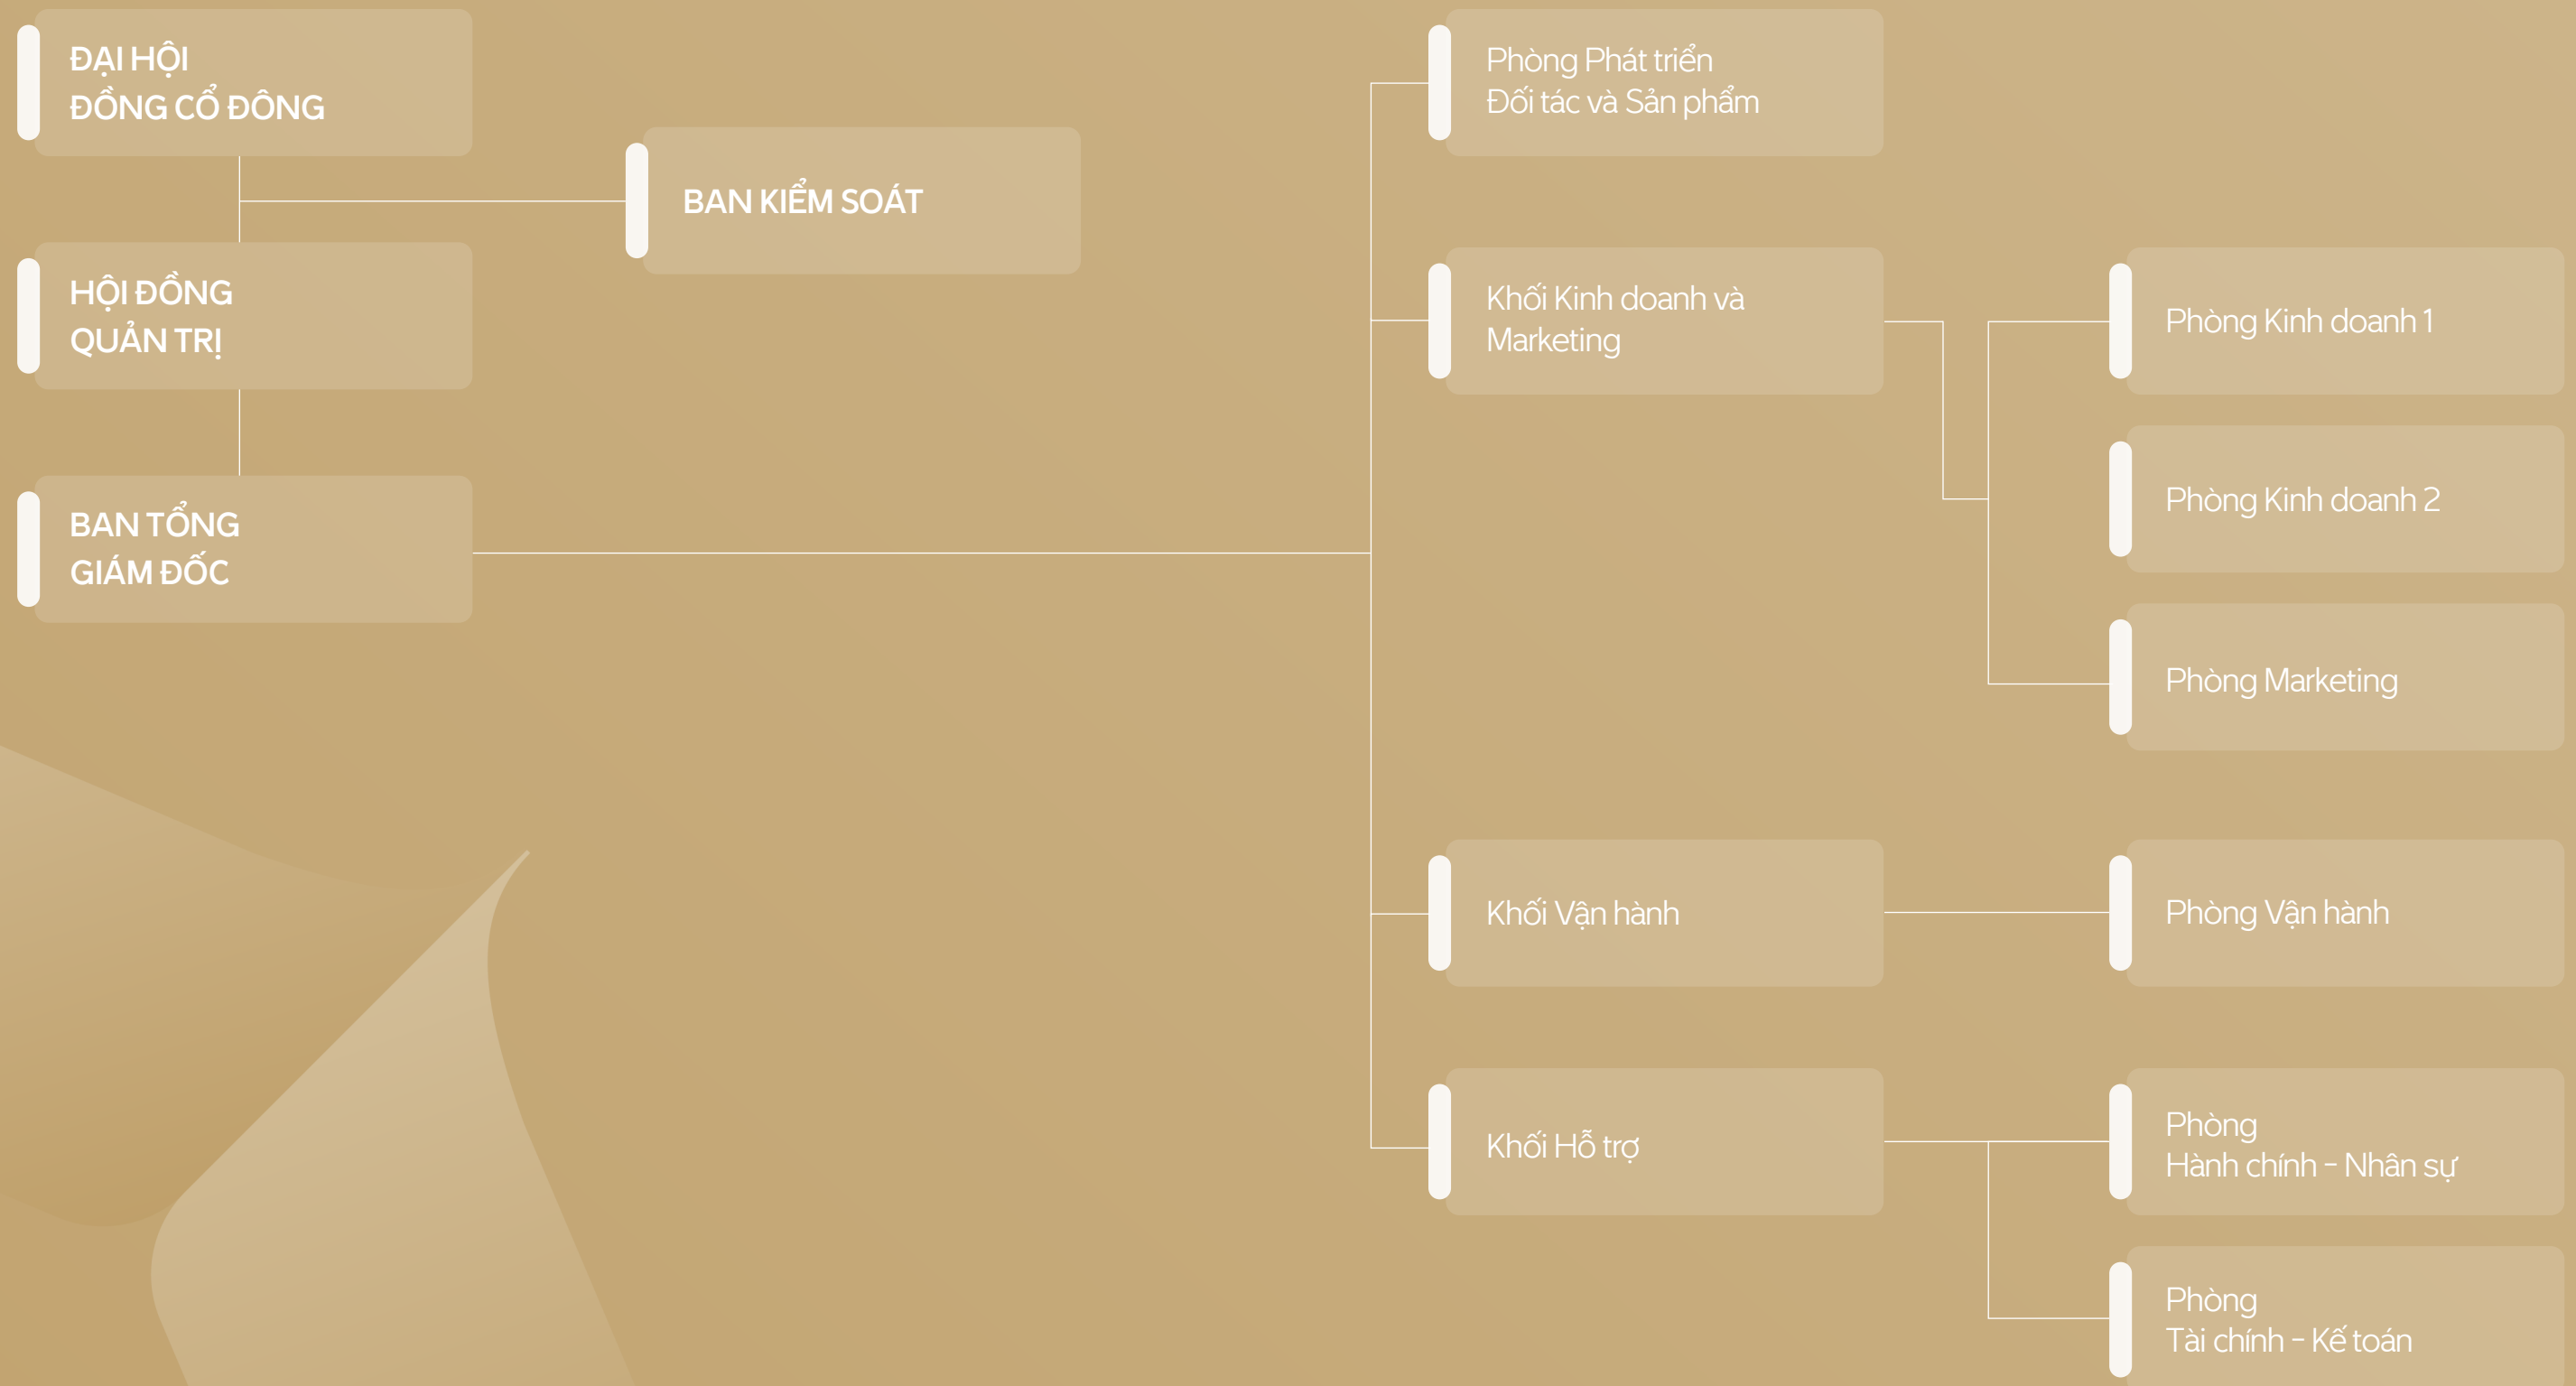 ĐẠI HỘI
ĐỒNG CỔ ĐÔNG
BAN KIỂM SOÁT
HỘI ĐỒNG
QUẢN TRỊ
BAN TỔNG
GIÁM ĐỐC
Phòng Phát triển
Đối tác và Sản phẩm
Khối Kinh doanh và
Marketing
Phòng Kinh doanh 1
Phòng Kinh doanh 2
Phòng Marketing
Khối Vận hành
Phòng Vận hành
Khối Hỗ trợ
Phòng
Hành chính - Nhân sự
Phòng
Tài chính - Kế toán